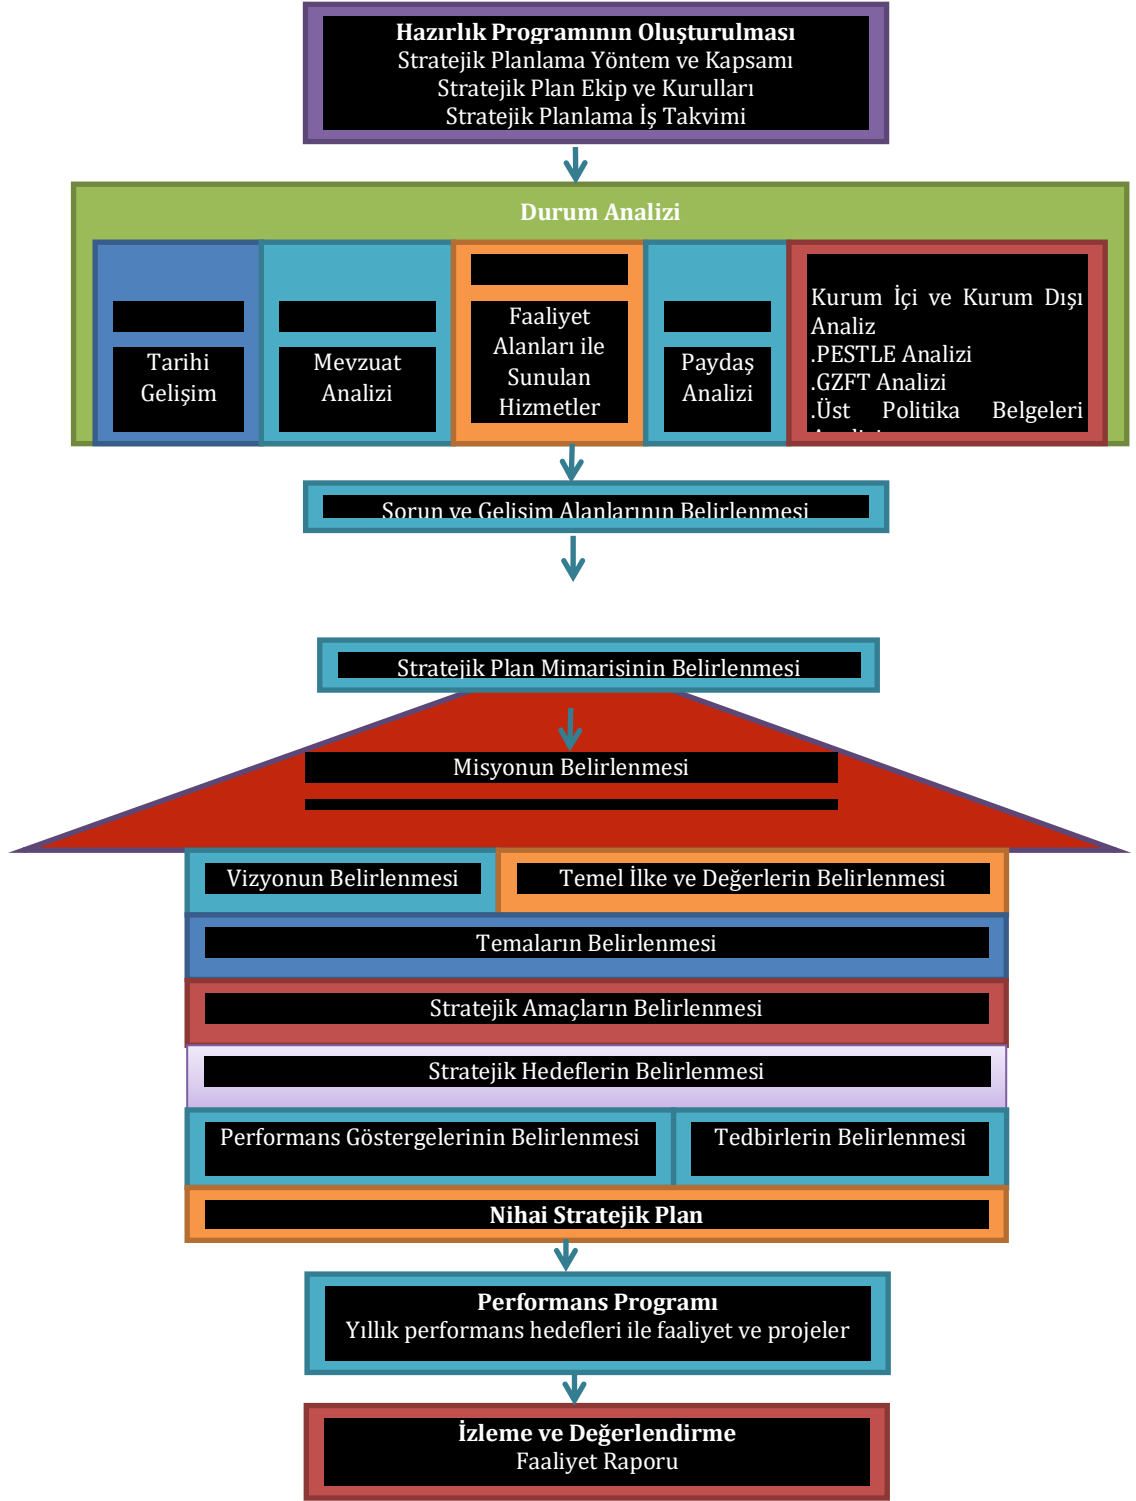 Hazırlık Programının Oluşturulması
Stratejik Planlama Yöntem ve Kapsamı
Stratejik Plan Ekip ve Kurulları
Stratejik Planlama İş Takvimi
Durum Analizi
Tarihi
Gelişim
Mevzuat
Analizi
Faaliyet
Alanları ile
Sunulan
Hizmetler
Paydaş
Analizi
Kurum İçi ve Kurum Dışı
Analiz
.PESTLE Analizi
.GZFT Analizi
.Üst Politika Belgeleri
Sorun ve Gelişim Alanlarının Belirlenmesi
Stratejik Plan Mimarisinin Belirlenmesi
Misyonun Belirlenmesi
Vizyonun Belirlenmesi
Temel İlke ve Değerlerin Belirlenmesi
Temaların Belirlenmesi
Stratejik Amaçların Belirlenmesi
Stratejik Hedeflerin Belirlenmesi
Performans Göstergelerinin Belirlenmesi
Tedbirlerin Belirlenmesi
Nihai Stratejik Plan
Performans Programı
Yıllık performans hedefleri ile faaliyet ve projeler
İzleme ve Değerlendirme
Faaliyet Raporu